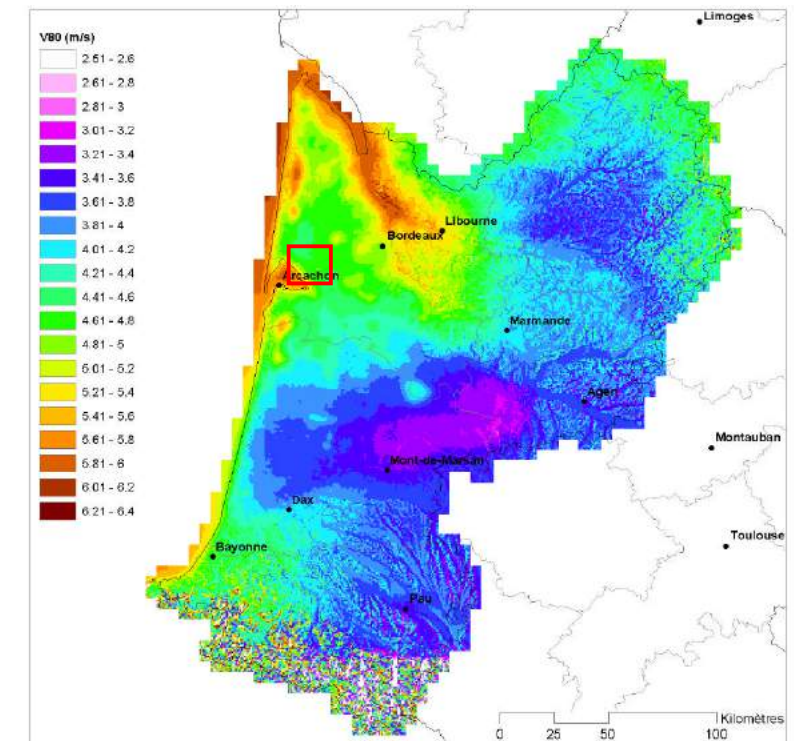 Limoges
V80 (m/s)
2.51 - 2.6
2.61 - 2.8
2.81 - 3
3.01 - 3.2
3.21 - 3.4
3.41 - 3.6
3.61 - 3.8
3.81 - 4
4.01 - 4.2
4.21 - 4.4
4.41 - 4.6
4.61 - 4.8
4.81 - 5
5.01 - 5.2
5.21 - 5.4
5.41 - 5.6
5.61 - 5.8
5.81 - 6
6.01 - 6.2
6.21 - 6.4
Libourne
Bordeaux
Arcachon
Marmande
Agen
Montauban
Mont-de-Marsan
Dax
Toulouse
Bayonne
Pau
Kilomètres
0 25 50 100